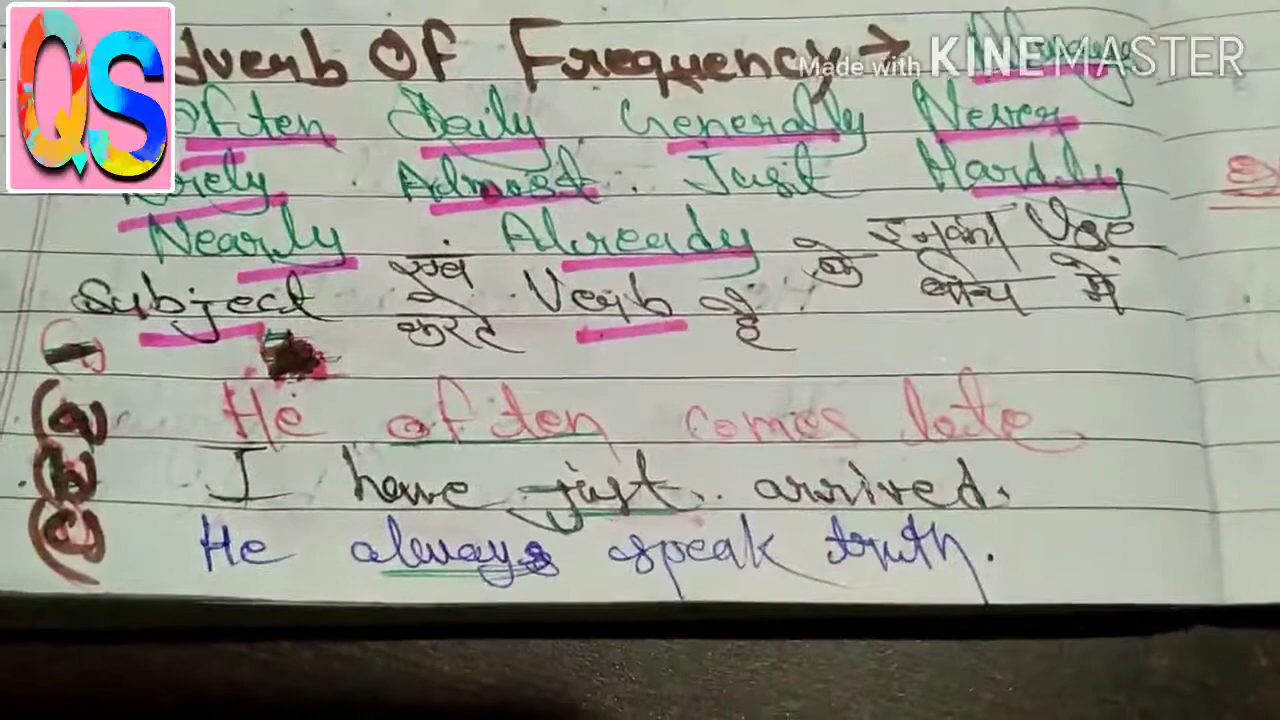 QS
Adverb Of Frequency → Always
Made with KINEMASTER
Often Daily Generally Never
Rarely Almost Just Hardly
Nearly Already इनका Use
Subject एवं Verb के बीच में
करते है
(a) He often comes late
(b) I have just arrived.
(c) He always speak truth.